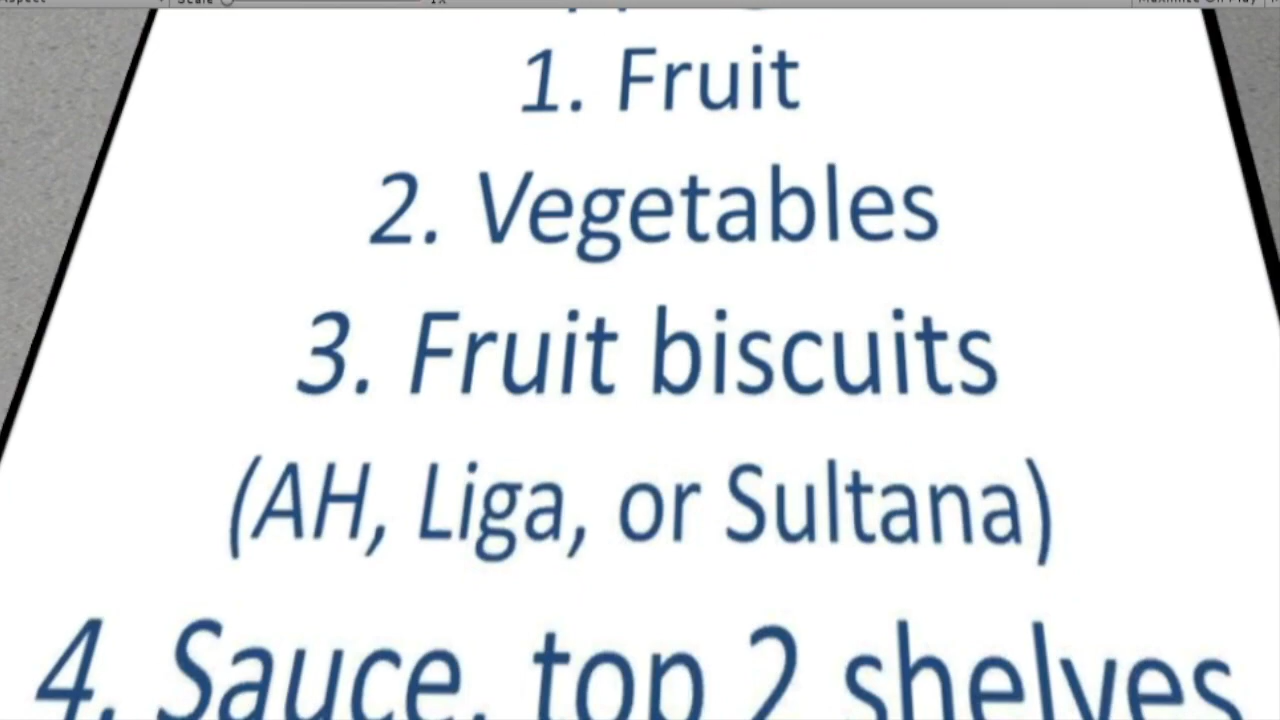 1. Fruit
2. Vegetables
3. Fruit biscuits
(AH, Liga, or Sultana)
4. Sauce, top 2 shelves